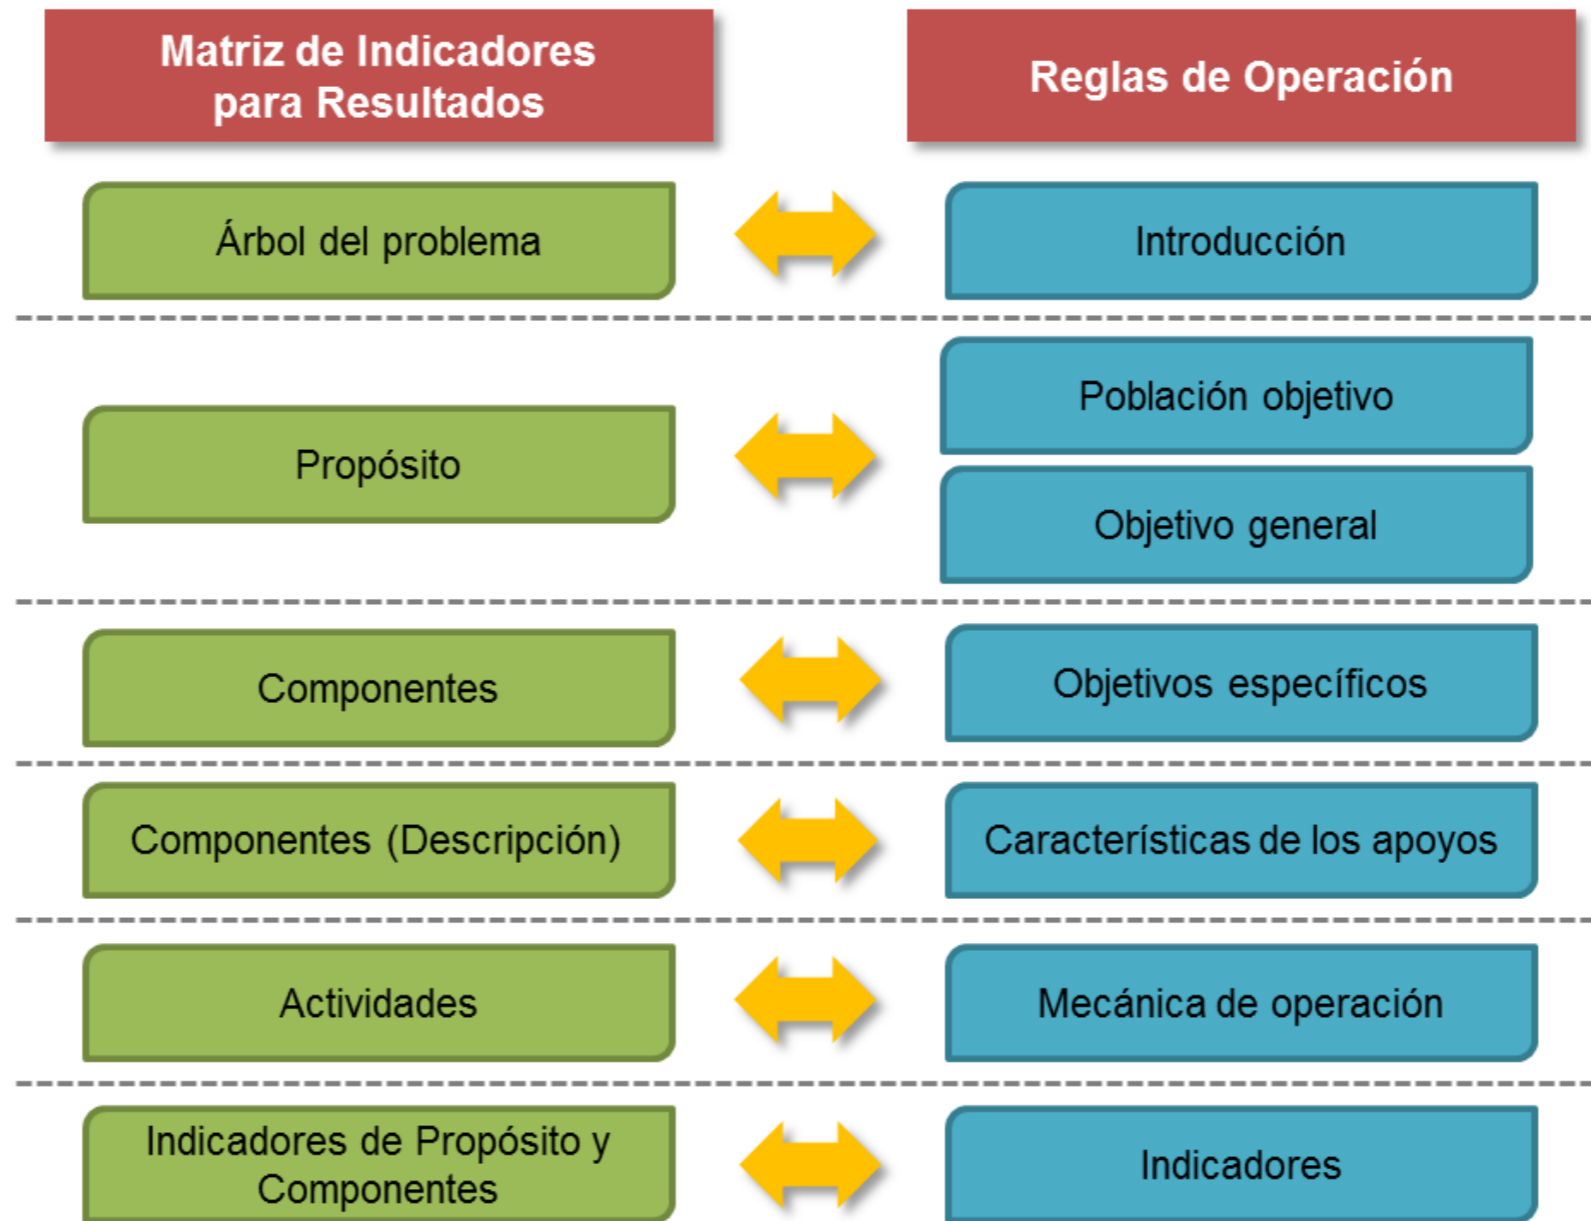 Matriz de Indicadores
para Resultados
Reglas de Operación
Árbol del problema
Introducción
Propósito
Población objetivo
Objetivo general
Componentes
Objetivos específicos
Componentes (Descripción)
Característísticas de los apoyos
Actividades
Mecánica de operación
Indicadores de Propósito y
Componentes
Indicadores